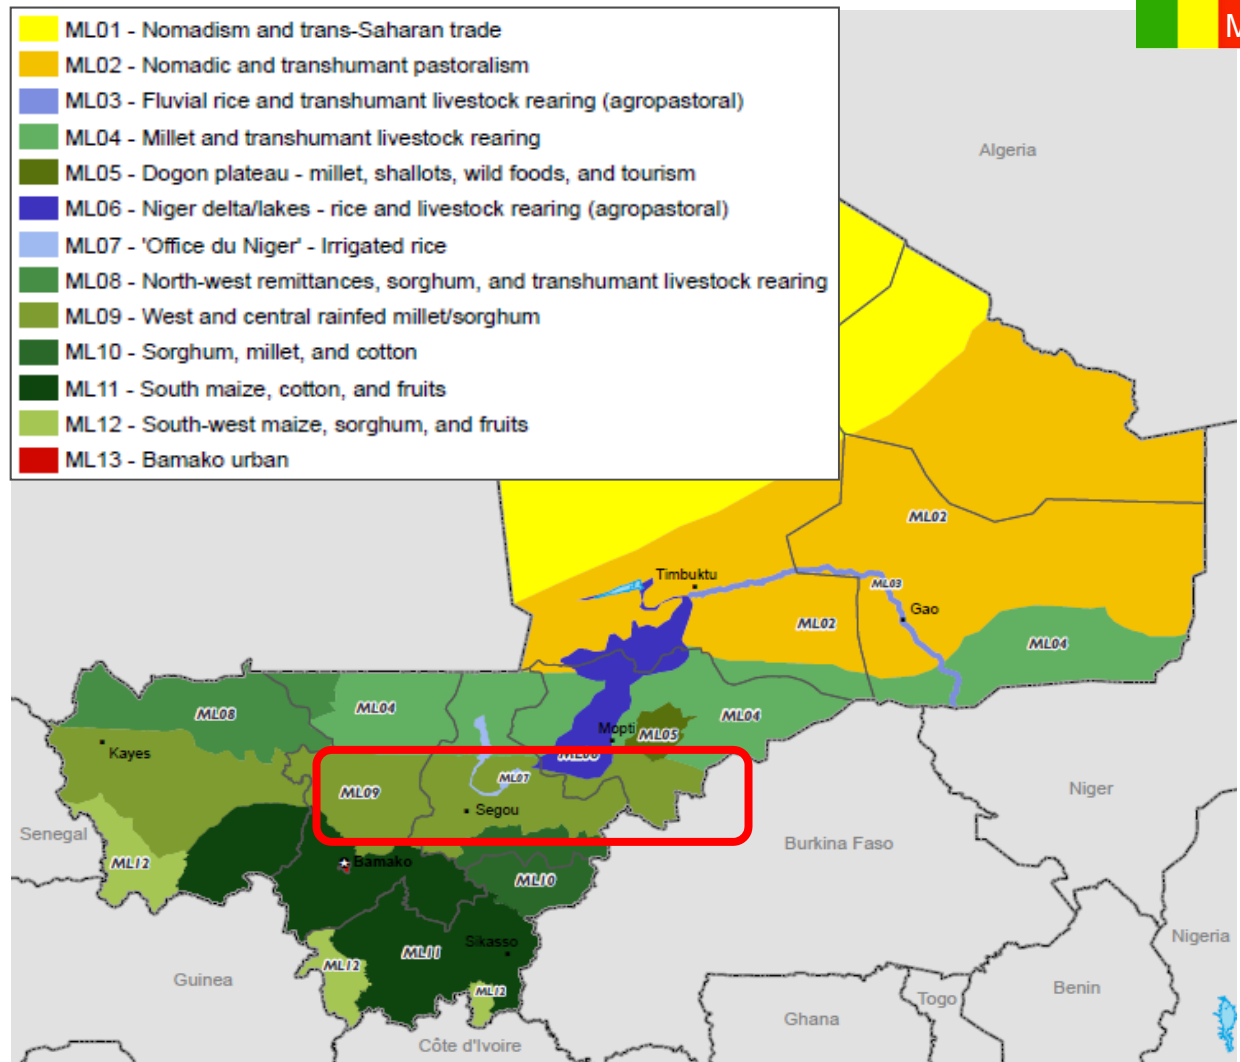 ML01 - Nomadism and trans-Saharan trade
ML02 - Nomadic and transhumant pastoralism
ML03 - Fluvial rice and transhumant livestock rearing (agropastoral)
ML04 - Millet and transhumant livestock rearing
ML05 - Dogon plateau - millet, shallots, wild foods, and tourism
ML06 - Niger delta/lakes - rice and livestock rearing (agropastoral)
ML07 - 'Office du Niger' - Irrigated rice
ML08 - North-west remittances, sorghum, and transhumant livestock rearing
ML09 - West and central rainfed millet/sorghum
ML10 - Sorghum, millet, and cotton
ML11 - South maize, cotton, and fruits
ML12 - South-west maize, sorghum, and fruits
ML13 - Bamako urban
M
Algeria
ML02
Timbuktu
ML03
Gao
ML02
ML04
ML08
ML04
ML04
Mopti
ML05
Kayes
ML06
ML07
ML09
Segou
Niger
Senegal
Burkina Faso
ML12
Bamako
ML10
Sikasso
ML11
Nigeria
ML12
Guinea
ML12
Benin
Togo
Ghana
Côte d'Ivoire